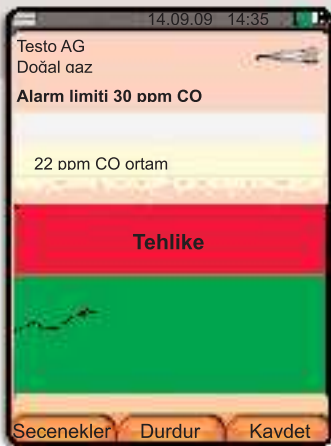 14.09.09 14:35
Testo AG
Doğal gaz
Alarm limiti 30 ppm CO
22 ppm CO ortam
Tehlike
Seçenekler Durdur Kaydet